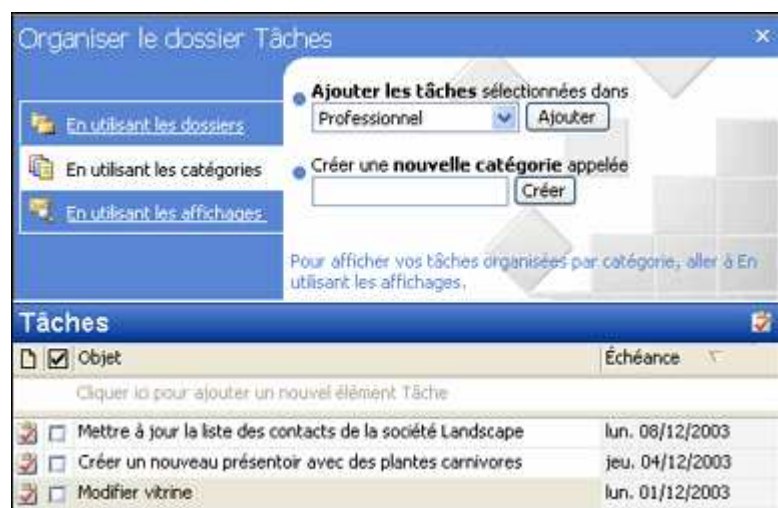 Organiser le dossier Tâches
Ajouter les tâches sélectionnées dans
Professionnel Ajouter
En utilisant les dossiers
En utilisant les catégories
Créer une nouvelle catégorie appelée
Créer
En utilisant les affichages
Pour afficher vos tâches organisées par catégorie, aller à En
utilisant les affichages.
Tâches
Objet Échéance
Cliquer ici pour ajouter un nouvel élément Tâche
Mettre à jour la liste des contacts de la société Landscape lun. 08/12/2003
Créer un nouveau présentoir avec des plantes carnivores jeu. 04/12/2003
Modifier vitrine lun. 01/12/2003